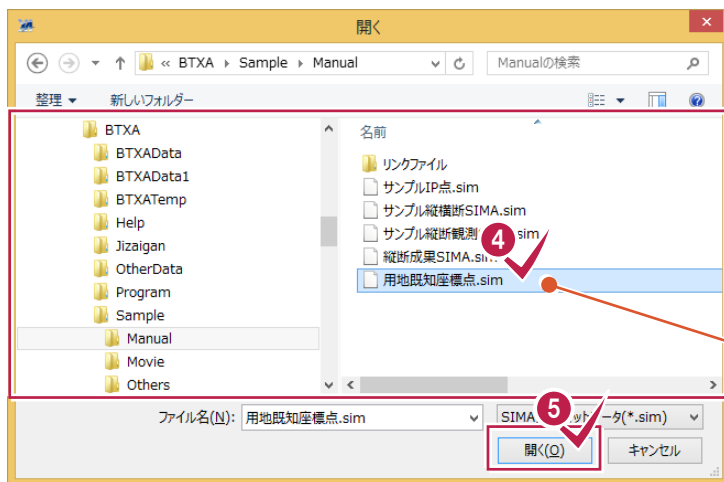 開く
« BTXA ▸ Sample ▸ Manual
Manualの検索
整理 ▼ 新しいフォルダー
BTXA
BTXAData
BTXAData1
BTXATemp
Help
Jizaigan
OtherData
Program
Sample
Manual
Movie
Others
名前
リンクファイル
サンプルIP点.sim
サンプル縦横断SIMA.sim
サンプル縦断観測 .sim
縦断成果SIMA.sim
用地既知座標点.sim
4
ファイル名(N): 用地既知座標点.sim
SIMA ータ(*.sim)
5
開く(O)
キャンセル